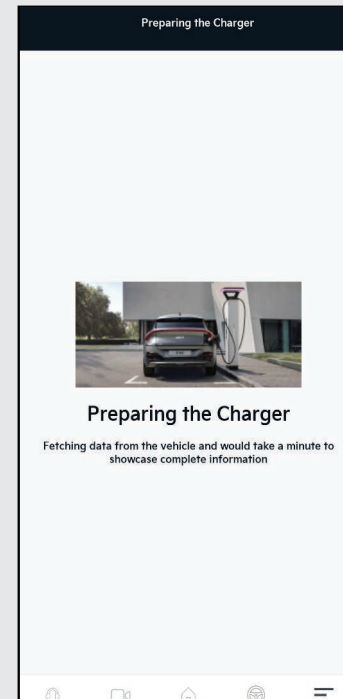 Preparing the Charger
Preparing the Charger
Fetching data from the vehicle and would take a minute to
showcase complete information